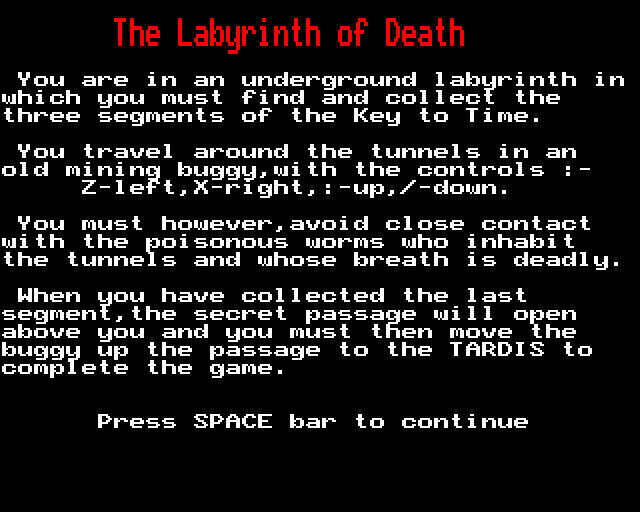 The Labyrinth of Death
You are in an underground labyrinth in
which you must find and collect the
three segments of the Key to Time.
You travel around the tunnels in an
old mining buggy,with the controls :-
Z-left,X-right,:-up,/-down.
You must however,avoid close contact
with the poisonous worms who inhabit
the tunnels and whose breath is deadly.
When you have collected the last
segment,the secret passage will open
above you and you must then move the
buggy up the passage to the TARDIS to
complete the game.
Press SPACE bar to continue